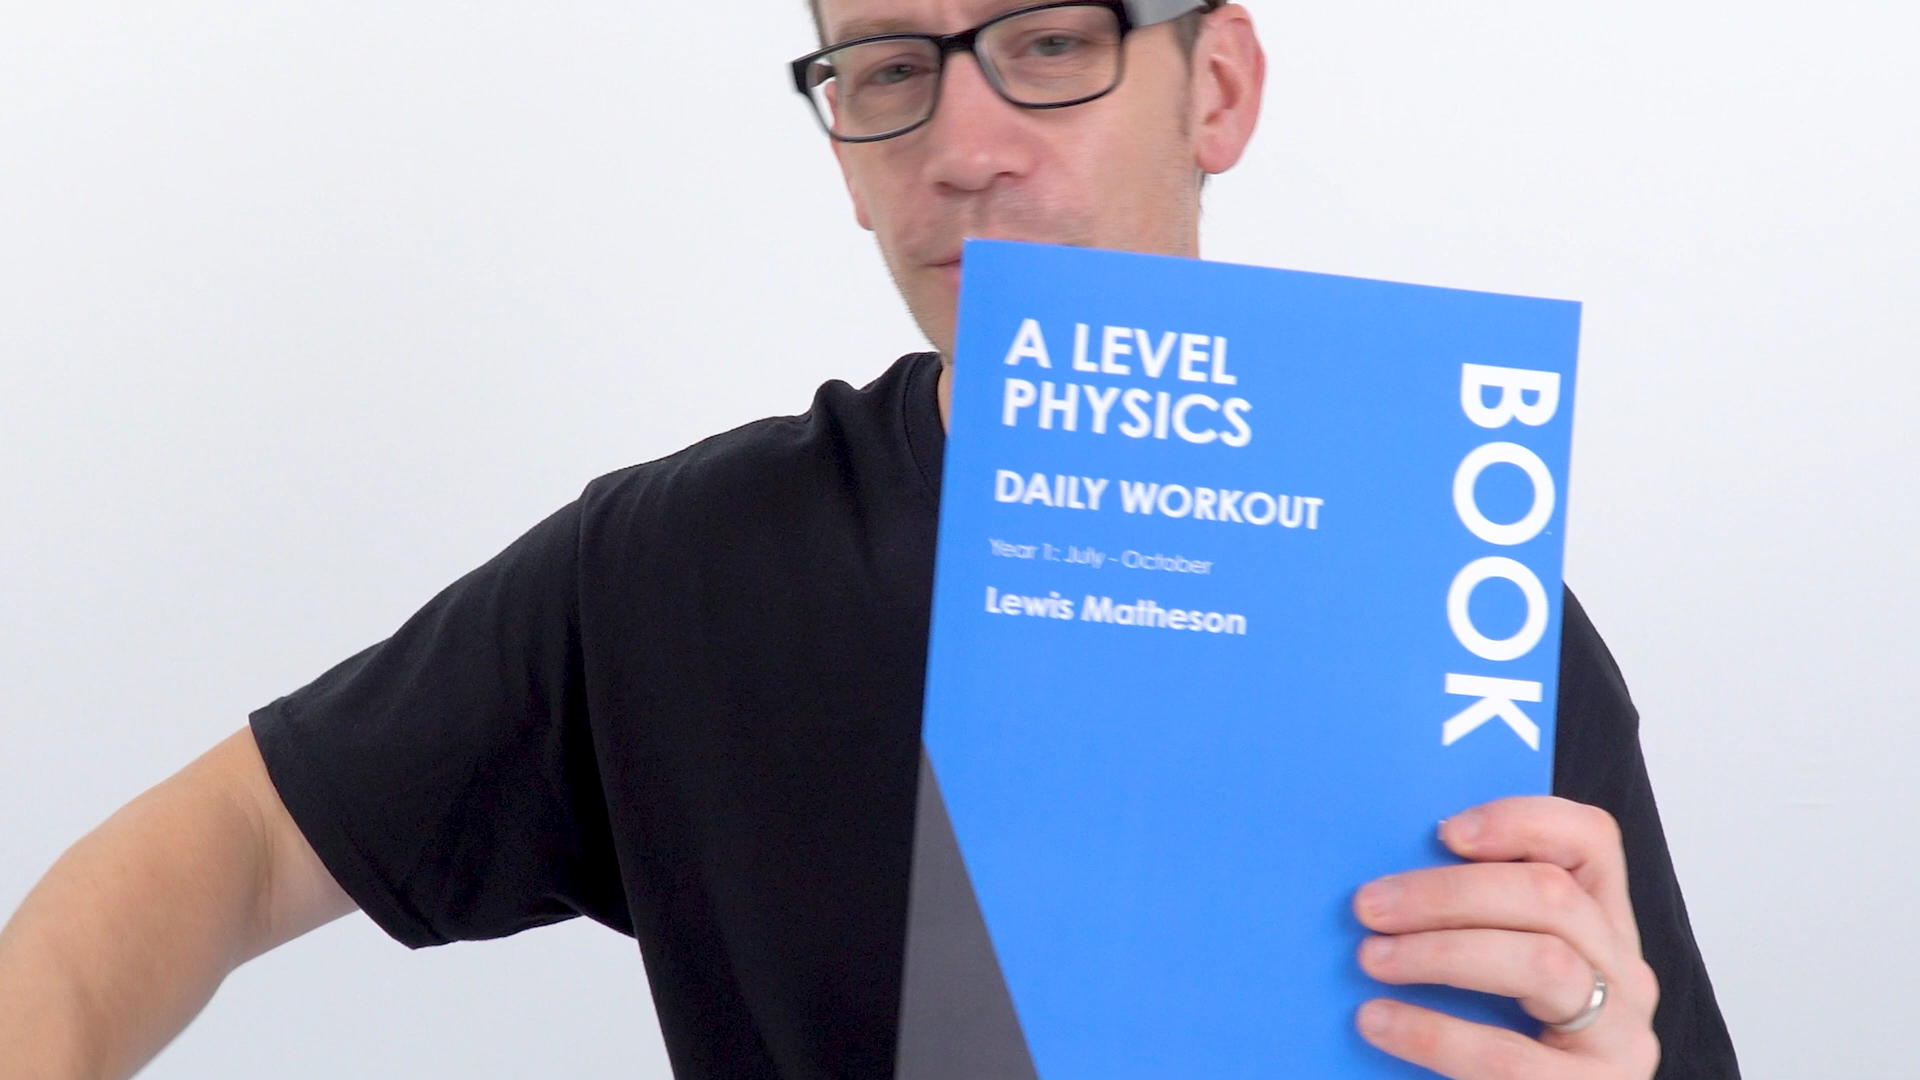 A LEVEL
PHYSICS
DAILY WORKOUT
Year 1: July - October
Lewis Matheson
BOOK